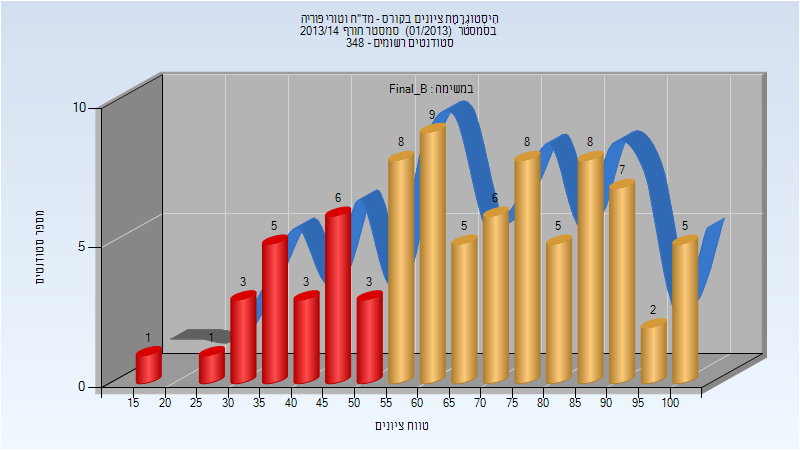 היסטוגרמת ציונים בקורס - מד"ח וטורי פוריה
בסמסטר (01/2013) סמסטר חורף 2013/14
סטודנטים רשומים - 348
במשימה : Final_B
מספר סטודנטים
10
5
0
1
1
3
5
3
6
3
8
9
5
6
8
5
8
7
2
5
15 20 25 30 35 40 45 50 55 60 65 70 75 80 85 90 95 100
טווח ציונים